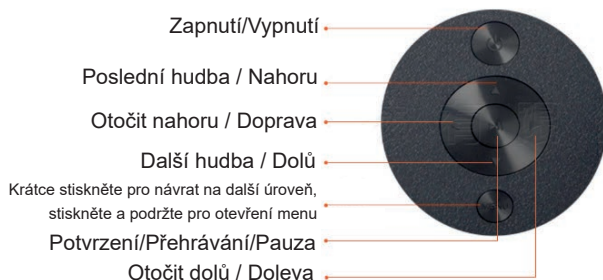 Zapnutí/Vypnutí
Poslední hudba / Nahoru
Otočit nahoru / Doprava
Další hudba / Dolů
Krátce stiskněte pro návrat na další úroveň,
stiskněte a podržte pro otevření menu
Potvrzení/Přehrávání/Pauza
Otočit dolů / Doleva